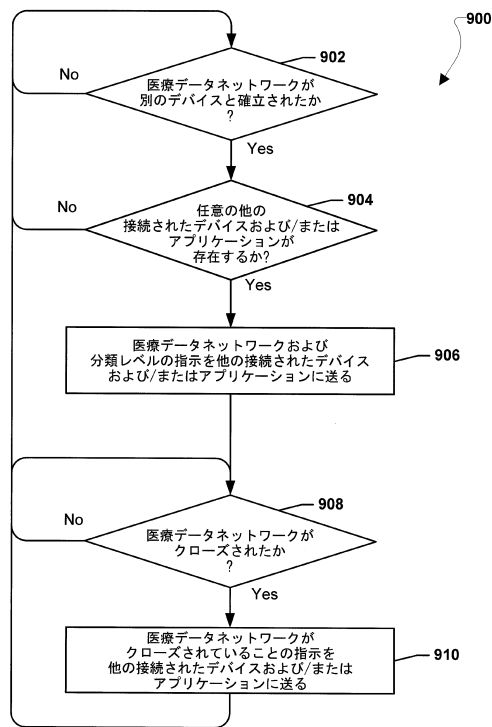 900
902
No
医療データネットワークが
別のデバイスと確立されたか
?
Yes
904
No
任意の他の
接続されたデバイスおよび/または
アプリケーションが
存在するか?
Yes
医療データネットワークおよび
分類レベルの指示を他の接続されたデバイス
および/またはアプリケーションに送る
906
908
No
医療データネットワークが
クローズされたか
?
Yes
医療データネットワークが
クローズされていることの指示を
他の接続されたデバイスおよび/または
アプリケーションに送る
910